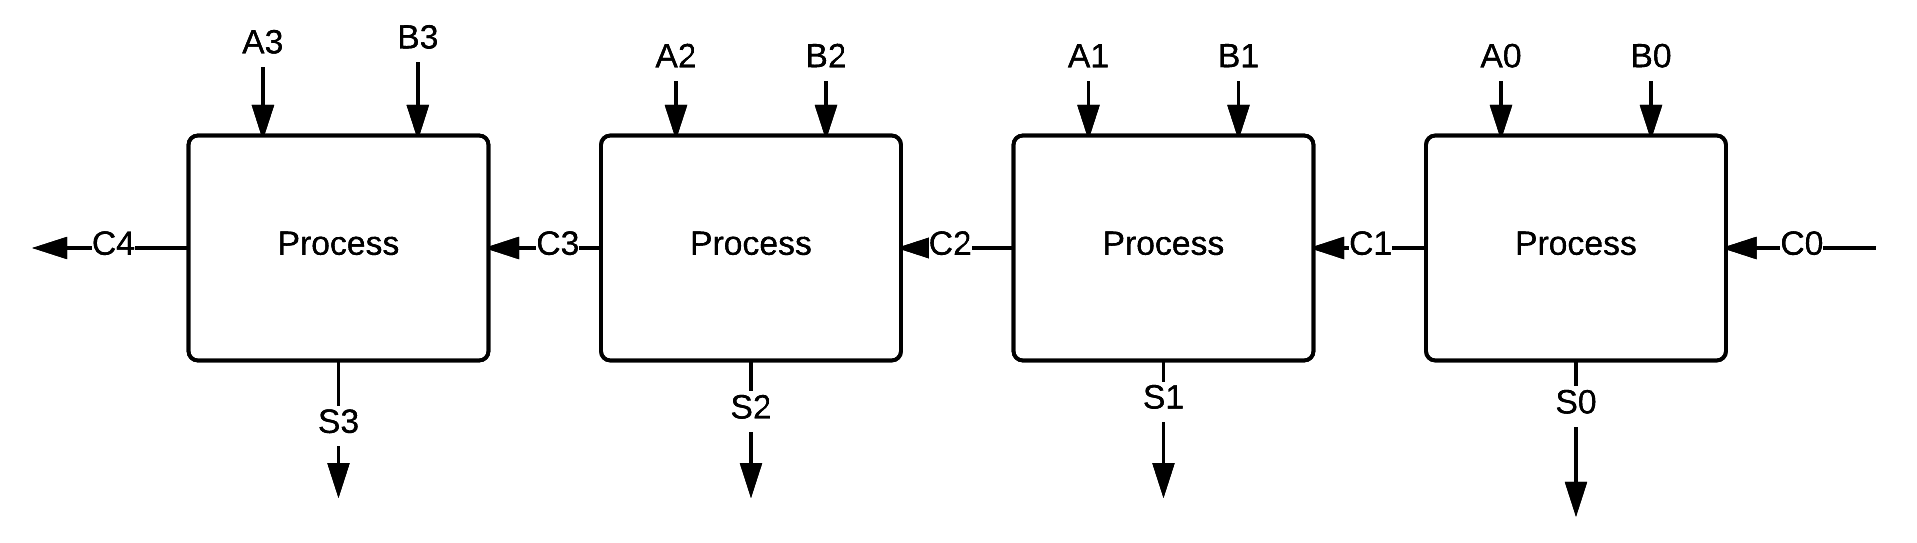 A3 B3 A2 B2 A1 B1 A0 B0
C4 Process C3 Process C2 Process C1 Process C0
S3 S2 S1 S0